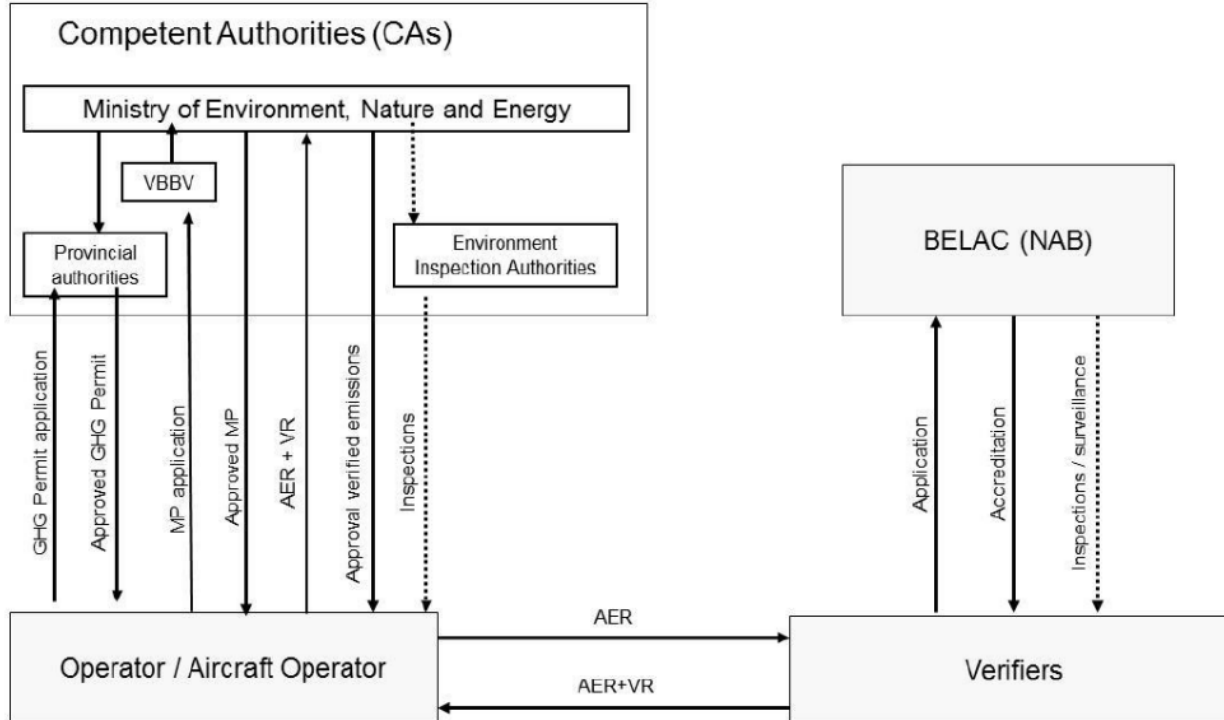 Competent Authorities (CAs)
Ministry of Environment, Nature and Energy
VBBV
Provincial
authorities
Environment
Inspection Authorities
BELAC (NAB)
GHG Permit application
Approved GHG Permit
MP application
Approved MP
AER + VR
Approval verified emissions
Inspections
Application
Accreditation
Inspections / surveillance
Operator / Aircraft Operator
AER
AER+VR
Verifiers